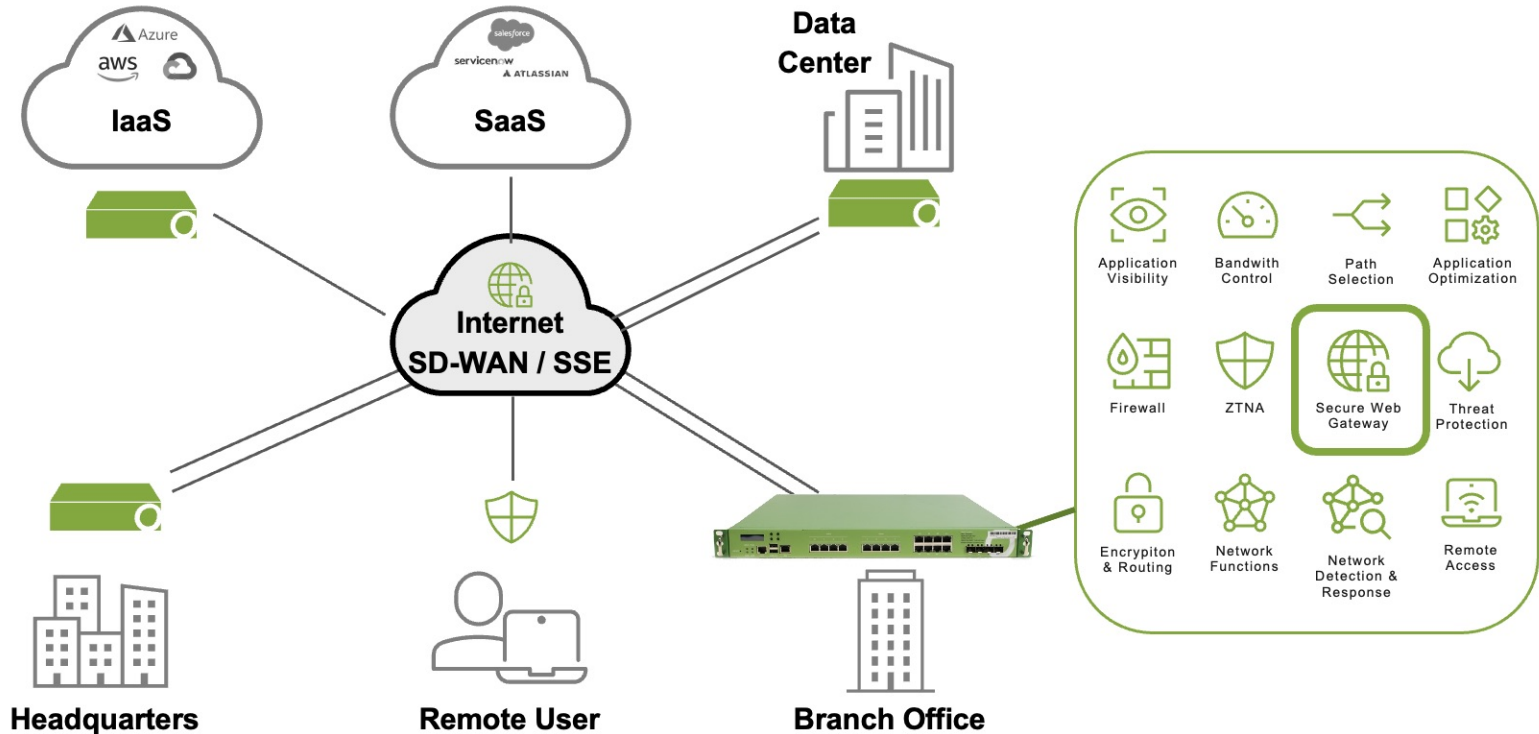 Azure
aws
IaaS
salesforce
servicenow
ATLASSIAN
SaaS
Data
Center
Internet
SD-WAN / SSE
Headquarters
Remote User
Branch Office
Application
Visibility
Bandwith
Control
Path
Selection
Application
Optimization
Firewall
ZTNA
Secure Web
Gateway
Threat
Protection
Encrypiton
& Routing
Network
Functions
Network
Detection &
Response
Remote
Access